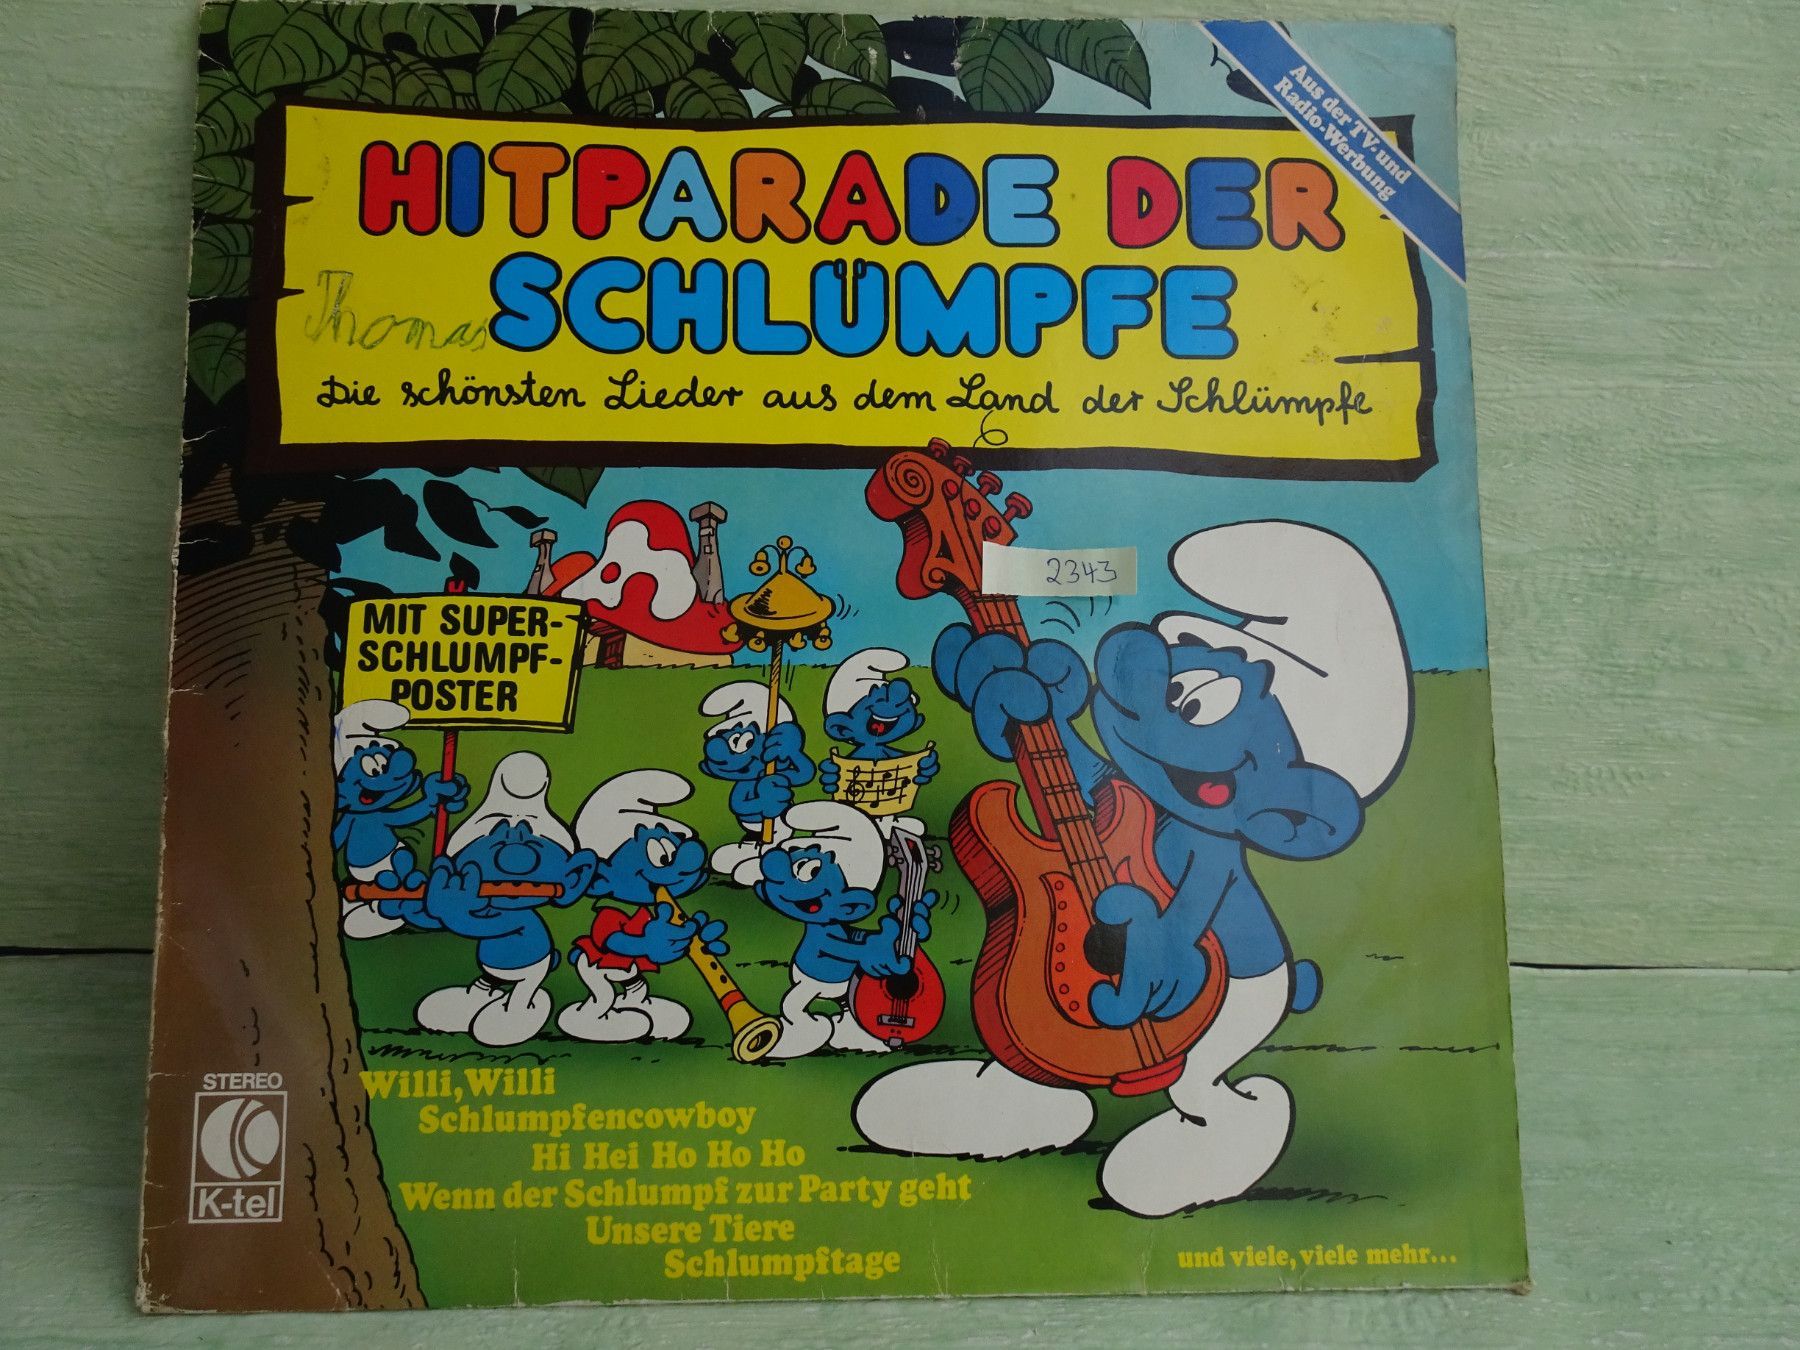 Aus der TV- und
Radio-Werbung
HITPARADE DER
SCHLÜMPFE
Thomas
Die schönsten Lieder aus dem Land der Schlümpfe
2343
MIT SUPER-
SCHLUMPF-
POSTER
Willi, Willi
Schlumpfencowboy
Hi Hei Ho Ho Ho
Wenn der Schlumpf zur Party geht
Unsere Tiere
Schlumpftage
und viele, viele mehr...
STEREO
K-tel